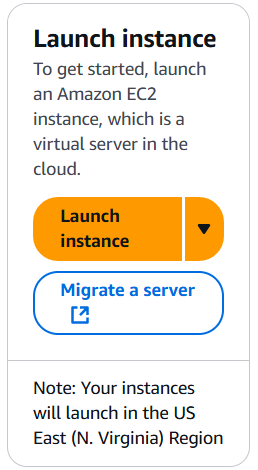 Launch instance
To get started, launch
an Amazon EC2
instance, which is a
virtual server in the
cloud.
Launch
instance
Migrate a server
Note: Your instances
will launch in the US
East (N. Virginia) Region